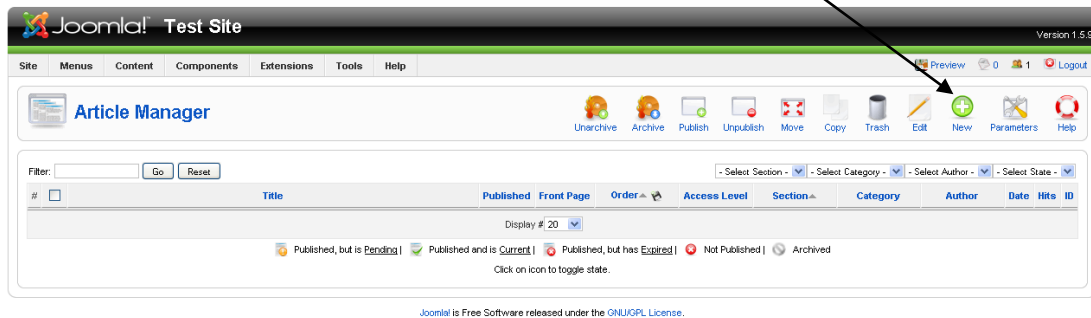 Joomla! Test Site
Version 1.5.9
Site Menus Content Components Extensions Tools Help Preview 0 1 Logout
Article Manager
Unarchive Archive Publish Unpublish Move Copy Trash Edit New Parameters Help
Filter: Go Reset - Select Section - - Select Category - - Select Author - - Select State -
# Title Published Front Page Order Access Level Section Category Author Date Hits ID
Display # 20
Published, but is Pending | Published and is Current | Published, but has Expired | Not Published | Archived
Click on icon to toggle state.
Joomla! is Free Software released under the GNU/GPL License.